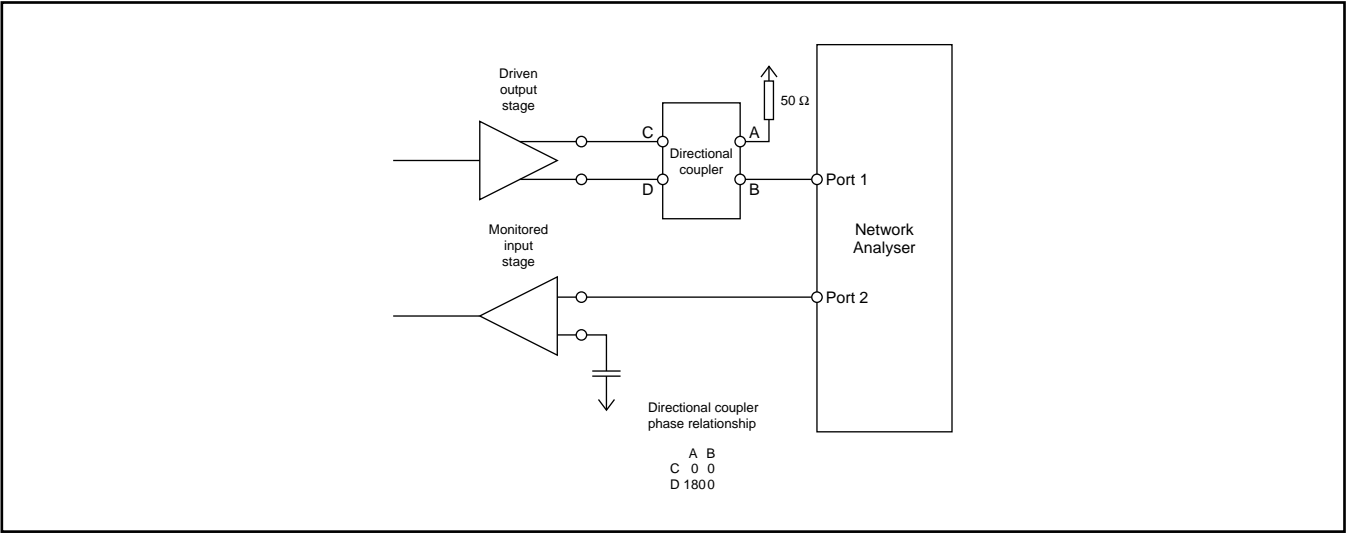 Driven
output
stage
50 Ω
C
A
Directional
coupler
D
B
Port 1
Monitored
input
stage
Network
Analyser
Port 2
Directional coupler
phase relationship
A B
C 0 0
D 180 0